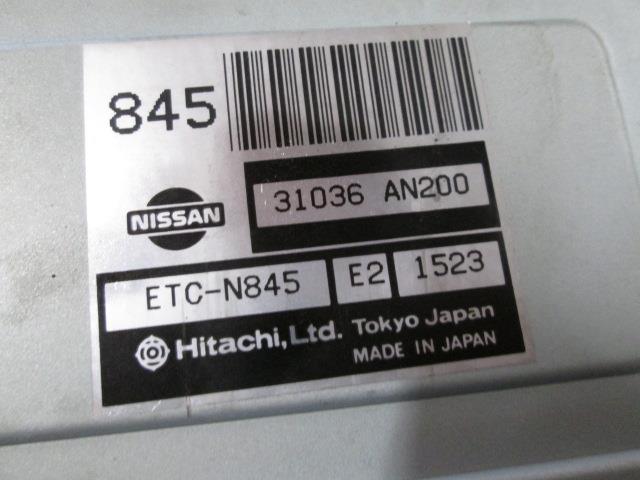 845
NISSAN
31036 AN200
ETC-N845 E2 1523
Hitachi, Ltd. Tokyo Japan
MADE IN JAPAN